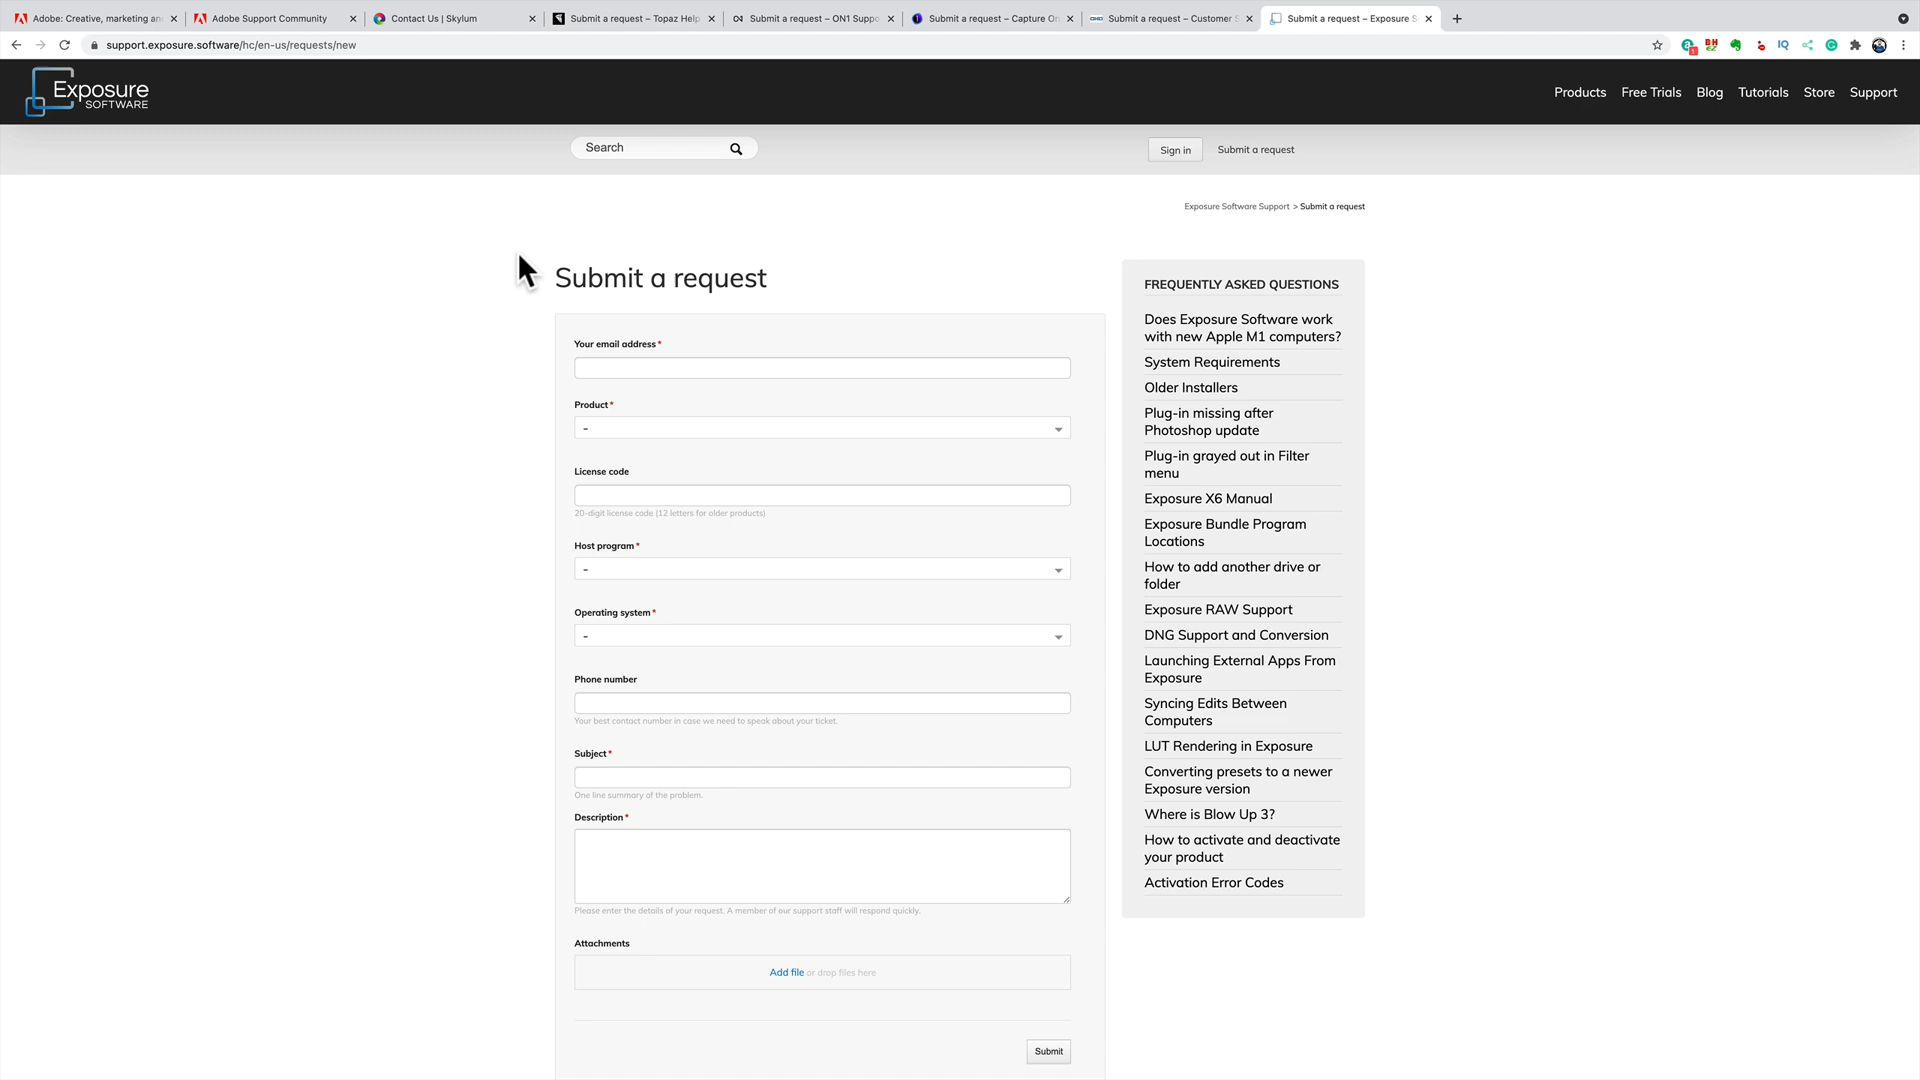 Adobe: Creative, marketing an
Adobe Support Community
Contact Us | Skylum
Submit a request – Topaz Help
Submit a request – ON1 Suppo
Submit a request – Capture On
Submit a request – Customer S
Submit a request – Exposure S
support.exposure.software/hc/en-us/requests/new
Exposure
SOFTWARE
Products
Free Trials
Blog
Tutorials
Store
Support
Search
Sign in
Submit a request
Exposure Software Support > Submit a request
Submit a request
Your email address*
Product*
-
License code
20-digit license code (12 letters for older products)
Host program*
-
Operating system*
-
Phone number
Your best contact number in case we need to speak about your ticket.
Subject*
One line summary of the problem.
Description*
Please enter the details of your request. A member of our support staff will respond quickly.
Attachments
Add file or drop files here
Submit
FREQUENTLY ASKED QUESTIONS
Does Exposure Software work
with new Apple M1 computers?
System Requirements
Older Installers
Plug-in missing after
Photoshop update
Plug-in grayed out in Filter
menu
Exposure X6 Manual
Exposure Bundle Program
Locations
How to add another drive or
folder
Exposure RAW Support
DNG Support and Conversion
Launching External Apps From
Exposure
Syncing Edits Between
Computers
LUT Rendering in Exposure
Converting presets to a newer
Exposure version
Where is Blow Up 3?
How to activate and deactivate
your product
Activation Error Codes